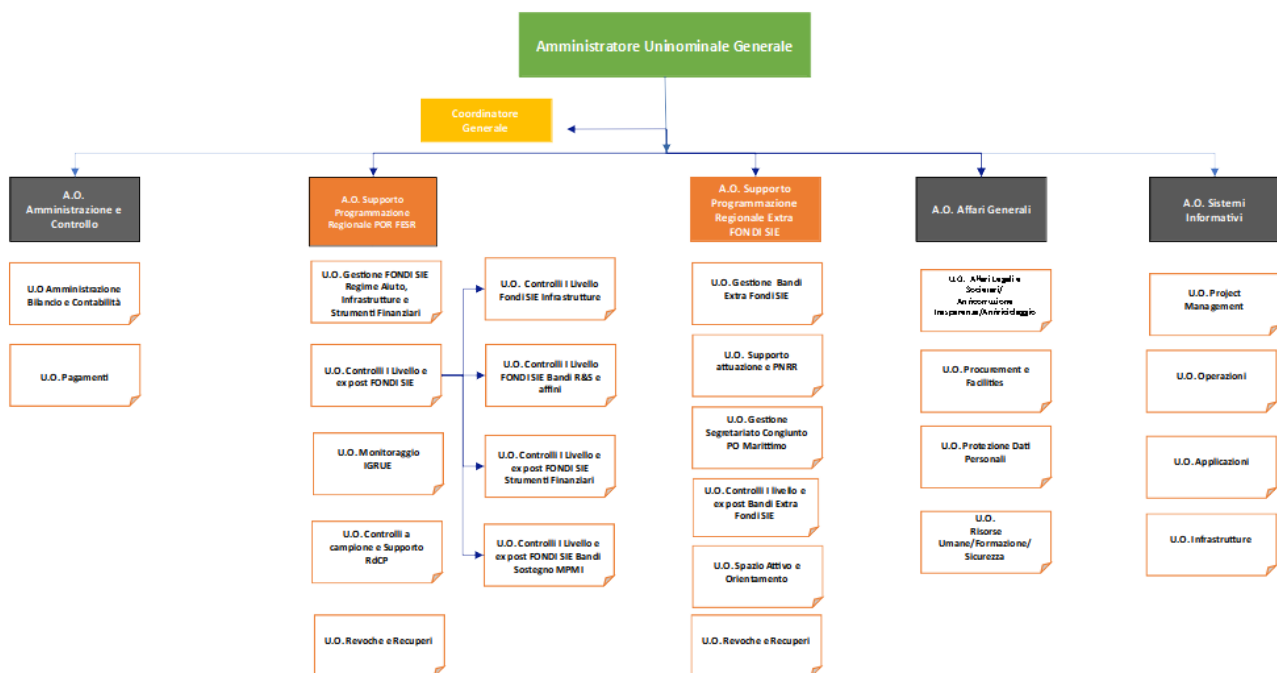 Amministratore Uninominale Generale
Coordinatore
Generale
A.O.
Amministrazione e
Controllo
A.O. Supporto
Programmazione
Regionale POR FESR
A.O. Supporto
Programmazione
Regionale Extra
FONDI SIE
A.O. Affari Generali
A.O. Sistemi
Informativi
U.O Amministrazione
Bilancio e Contabilità
U.O. Pagamenti
U.O. Gestione FONDI SIE
Regime Aiuto,
Infrastrutture e
Strumenti Finanziari
U.O. Controlli I Livello e
ex post FONDI SIE
U.O. Monitoraggio
IGRUE
U.O. Controlli a
campione e Supporto
RdCP
U.O. Revoche e Recuperi
U.O. Controlli I Livello
Fondi SIE Infrastrutture
U.O. Controlli I Livello
FONDI SIE Bandi R&S e
affini
U.O. Controlli I Livello e
ex post FONDI SIE
Strumenti Finanziari
U.O. Controlli I Livello e
ex post FONDI SIE Bandi
Sostegno MPMI
U.O. Gestione Bandi
Extra Fondi SIE
U.O. Supporto
attuazione e PNRR
U.O. Gestione
Segretariato Congiunto
PO Marittimo
U.O. Controlli I livello e
ex post Bandi Extra
Fondi SIE
U.O. Spazio Attivo e
Orientamento
U.O. Revoche e Recuperi
U.O. Affari Legali e
Societari/
Anticorruzione
Trasparenza/Antiriciclaggio
U.O. Procurement e
Facilities
U.O. Protezione Dati
Personali
U.O.
Risorse
Umane/Formazione/
Sicurezza
U.O. Project
Management
U.O. Operazioni
U.O. Applicazioni
U.O. Infrastrutture